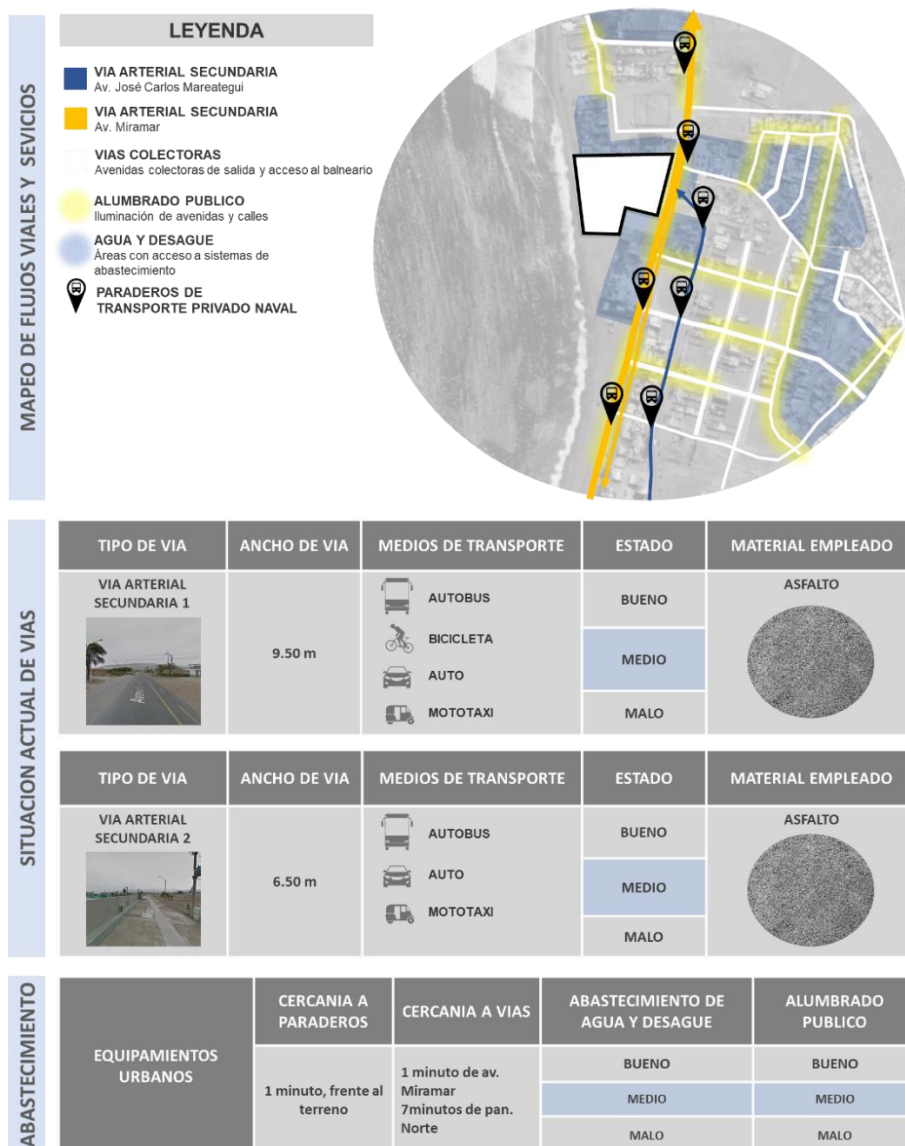 MAPEO DE FLUJOS VIALES Y SEVICIOS
LEYENDA
VIA ARTERIAL SECUNDARIA
Av. José Carlos Mareategui
VIA ARTERIAL SECUNDARIA
Av. Miramar
VIAS COLECTORAS
Avenidas colectoras de salida y acceso al balneario
ALUMBRADO PUBLICO
Iluminación de avenidas y calles
AGUA Y DESAGUE
Áreas con acceso a sistemas de
abastecimiento
PARADEROS DE
TRANSPORTE PRIVADO NAVAL
SITUACION ACTUAL DE VIAS
TIPO DE VIA
ANCHO DE VIA
MEDIOS DE TRANSPORTE
ESTADO
MATERIAL EMPLEADO
VIA ARTERIAL
SECUNDARIA 1
9.50 m
AUTOBUS
BICICLETA
AUTO
MOTOTAXI
BUENO
MEDIO
MALO
ASFALTO
TIPO DE VIA
ANCHO DE VIA
MEDIOS DE TRANSPORTE
ESTADO
MATERIAL EMPLEADO
VIA ARTERIAL
SECUNDARIA 2
6.50 m
AUTOBUS
AUTO
MOTOTAXI
BUENO
MEDIO
MALO
ASFALTO
ABASTECIMIENTO
EQUIPAMIENTOS
URBANOS
CERCANIA A
PARADEROS
CERCANIA A VIAS
ABASTECIMIENTO DE
AGUA Y DESAGUE
ALUMBRADO
PUBLICO
1 minuto, frente al
terreno
1 minuto de av.
Miramar
7minutos de pan.
Norte
BUENO
MEDIO
MALO
BUENO
MEDIO
MALO